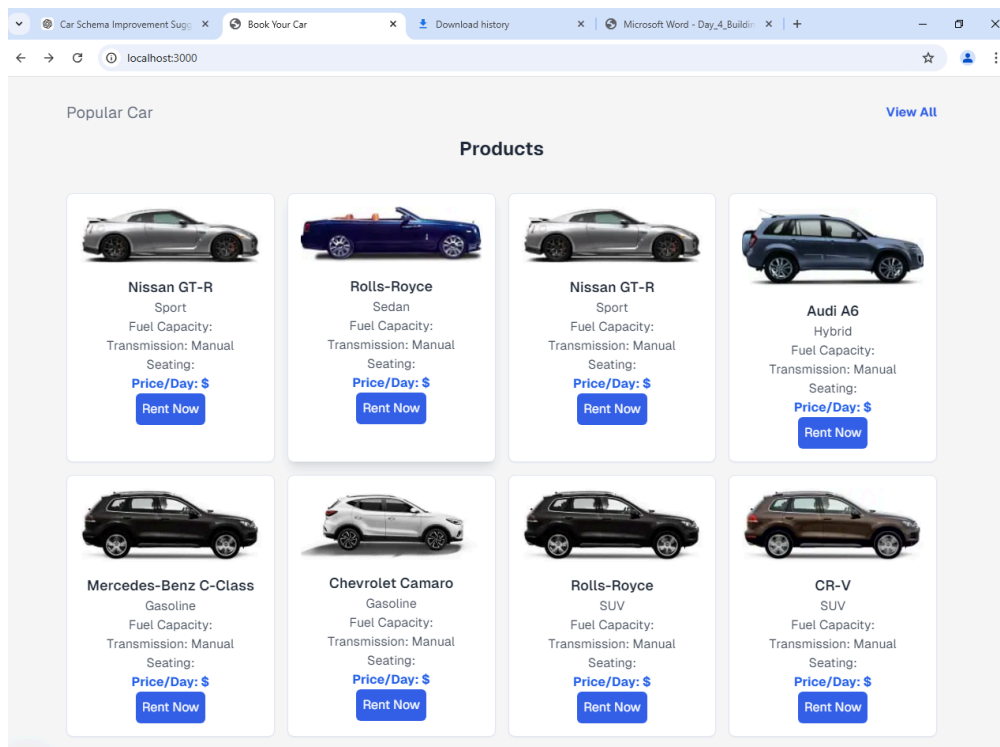 Car Schema Improvement Sugg
Book Your Car
Download history
Microsoft Word - Day_4_Buildin
localhost:3000
Popular Car
View All
Products
Nissan GT-R
Sport
Fuel Capacity:
Transmission: Manual
Seating:
Price/Day: $
Rent Now
Rolls-Royce
Sedan
Fuel Capacity:
Transmission: Manual
Seating:
Price/Day: $
Rent Now
Nissan GT-R
Sport
Fuel Capacity:
Transmission: Manual
Seating:
Price/Day: $
Rent Now
Audi A6
Hybrid
Fuel Capacity:
Transmission: Manual
Seating:
Price/Day: $
Rent Now
Mercedes-Benz C-Class
Gasoline
Fuel Capacity:
Transmission: Manual
Seating:
Price/Day: $
Rent Now
Chevrolet Camaro
Gasoline
Fuel Capacity:
Transmission: Manual
Seating:
Price/Day: $
Rent Now
Rolls-Royce
SUV
Fuel Capacity:
Transmission: Manual
Seating:
Price/Day: $
Rent Now
CR-V
SUV
Fuel Capacity:
Transmission: Manual
Seating:
Price/Day: $
Rent Now